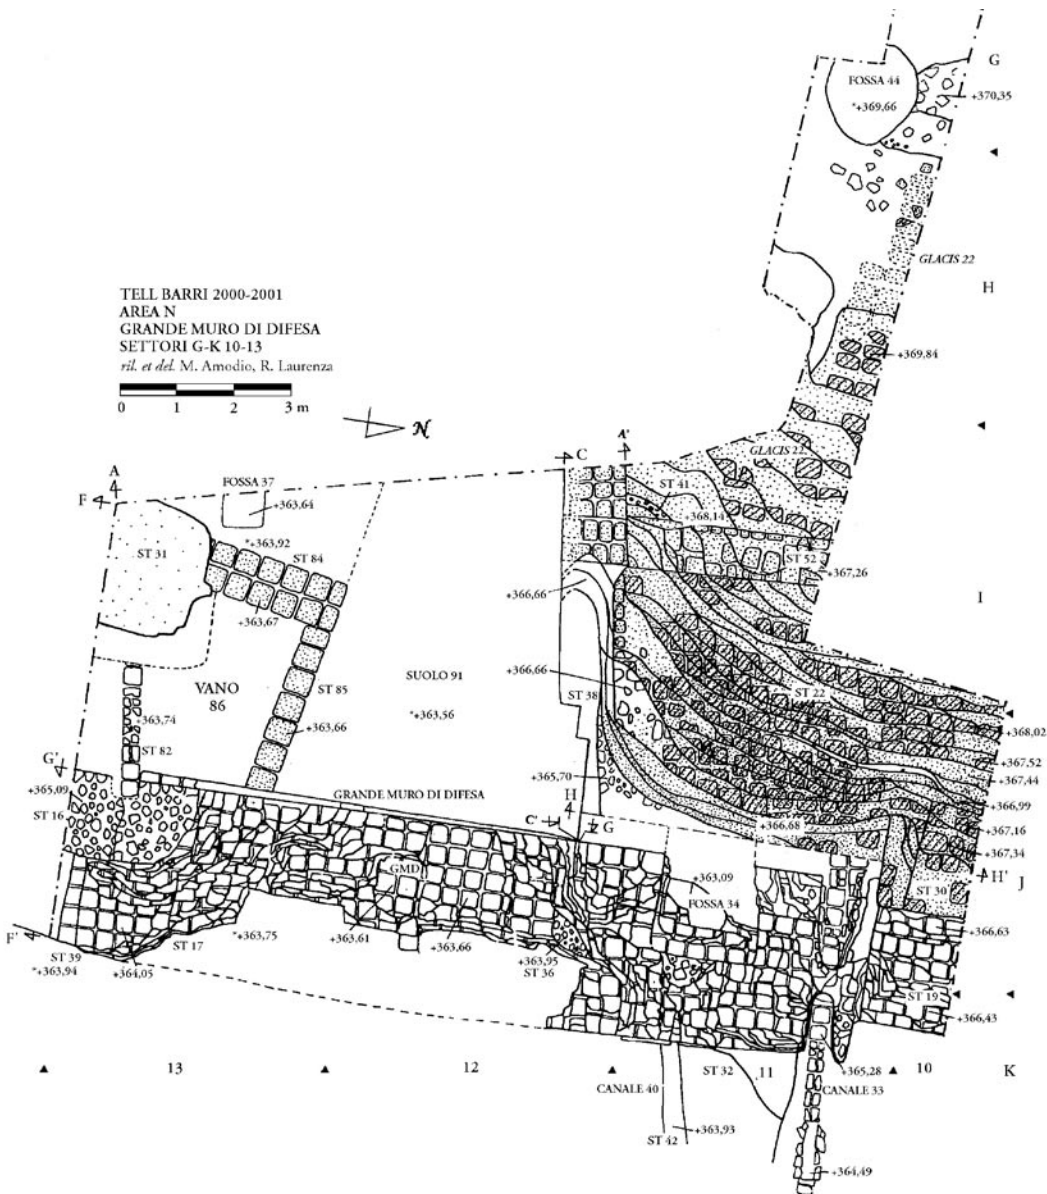 G
FOSSA 44
*+369,66
+370,35
GLACIS 22
H
TELL BARRI 2000-2001
AREA N
GRANDE MURO DI DIFESA
SETTORI G-K 10-13
ril. et del. M. Amodio, R. Laurenza
0 1 2 3 m
N
+369,84
A'
C
GLACIS 22
A
F
FOSSA 37
+363,64
ST 41
+368,14
*+363,92
ST 84
ST 31
ST 52
+367,26
+366,66
I
+363,67
+366,66
VANO
86
ST 85
SUOLO 91
ST 22
ST 38
+363,74
+363,66
*+363,56
+368,02
ST 82
+367,52
G'
+365,70
+367,44
+365,09
GRANDE MURO DI DIFESA
H
+366,99
ST 16
C'
G
+366,68
+367,16
+367,34
GMD
+363,09
H'
J
FOSSA 34
ST 30
+366,63
F'
ST 17
*+363,75
+363,61
+363,66
ST 39
*+363,94
+364,05
+363,95
ST 36
ST 19
+366,43
13
12
ST 32
11
+365,28
10
K
CANALE 40
CANALE 33
+363,93
ST 42
+364,49